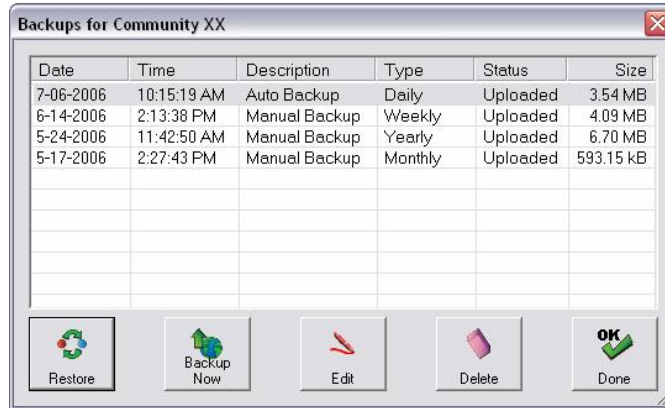 Backups for Community XX
Date Time Description Type Status Size
7-06-2006 10:15:19 AM Auto Backup Daily Uploaded 3.54 MB
6-14-2006 2:13:38 PM Manual Backup Weekly Uploaded 4.09 MB
5-24-2006 11:42:50 AM Manual Backup Yearly Uploaded 6.70 MB
5-17-2006 2:27:43 PM Manual Backup Monthly Uploaded 593.15 kB
OK
Restore Backup Now Edit Delete Done